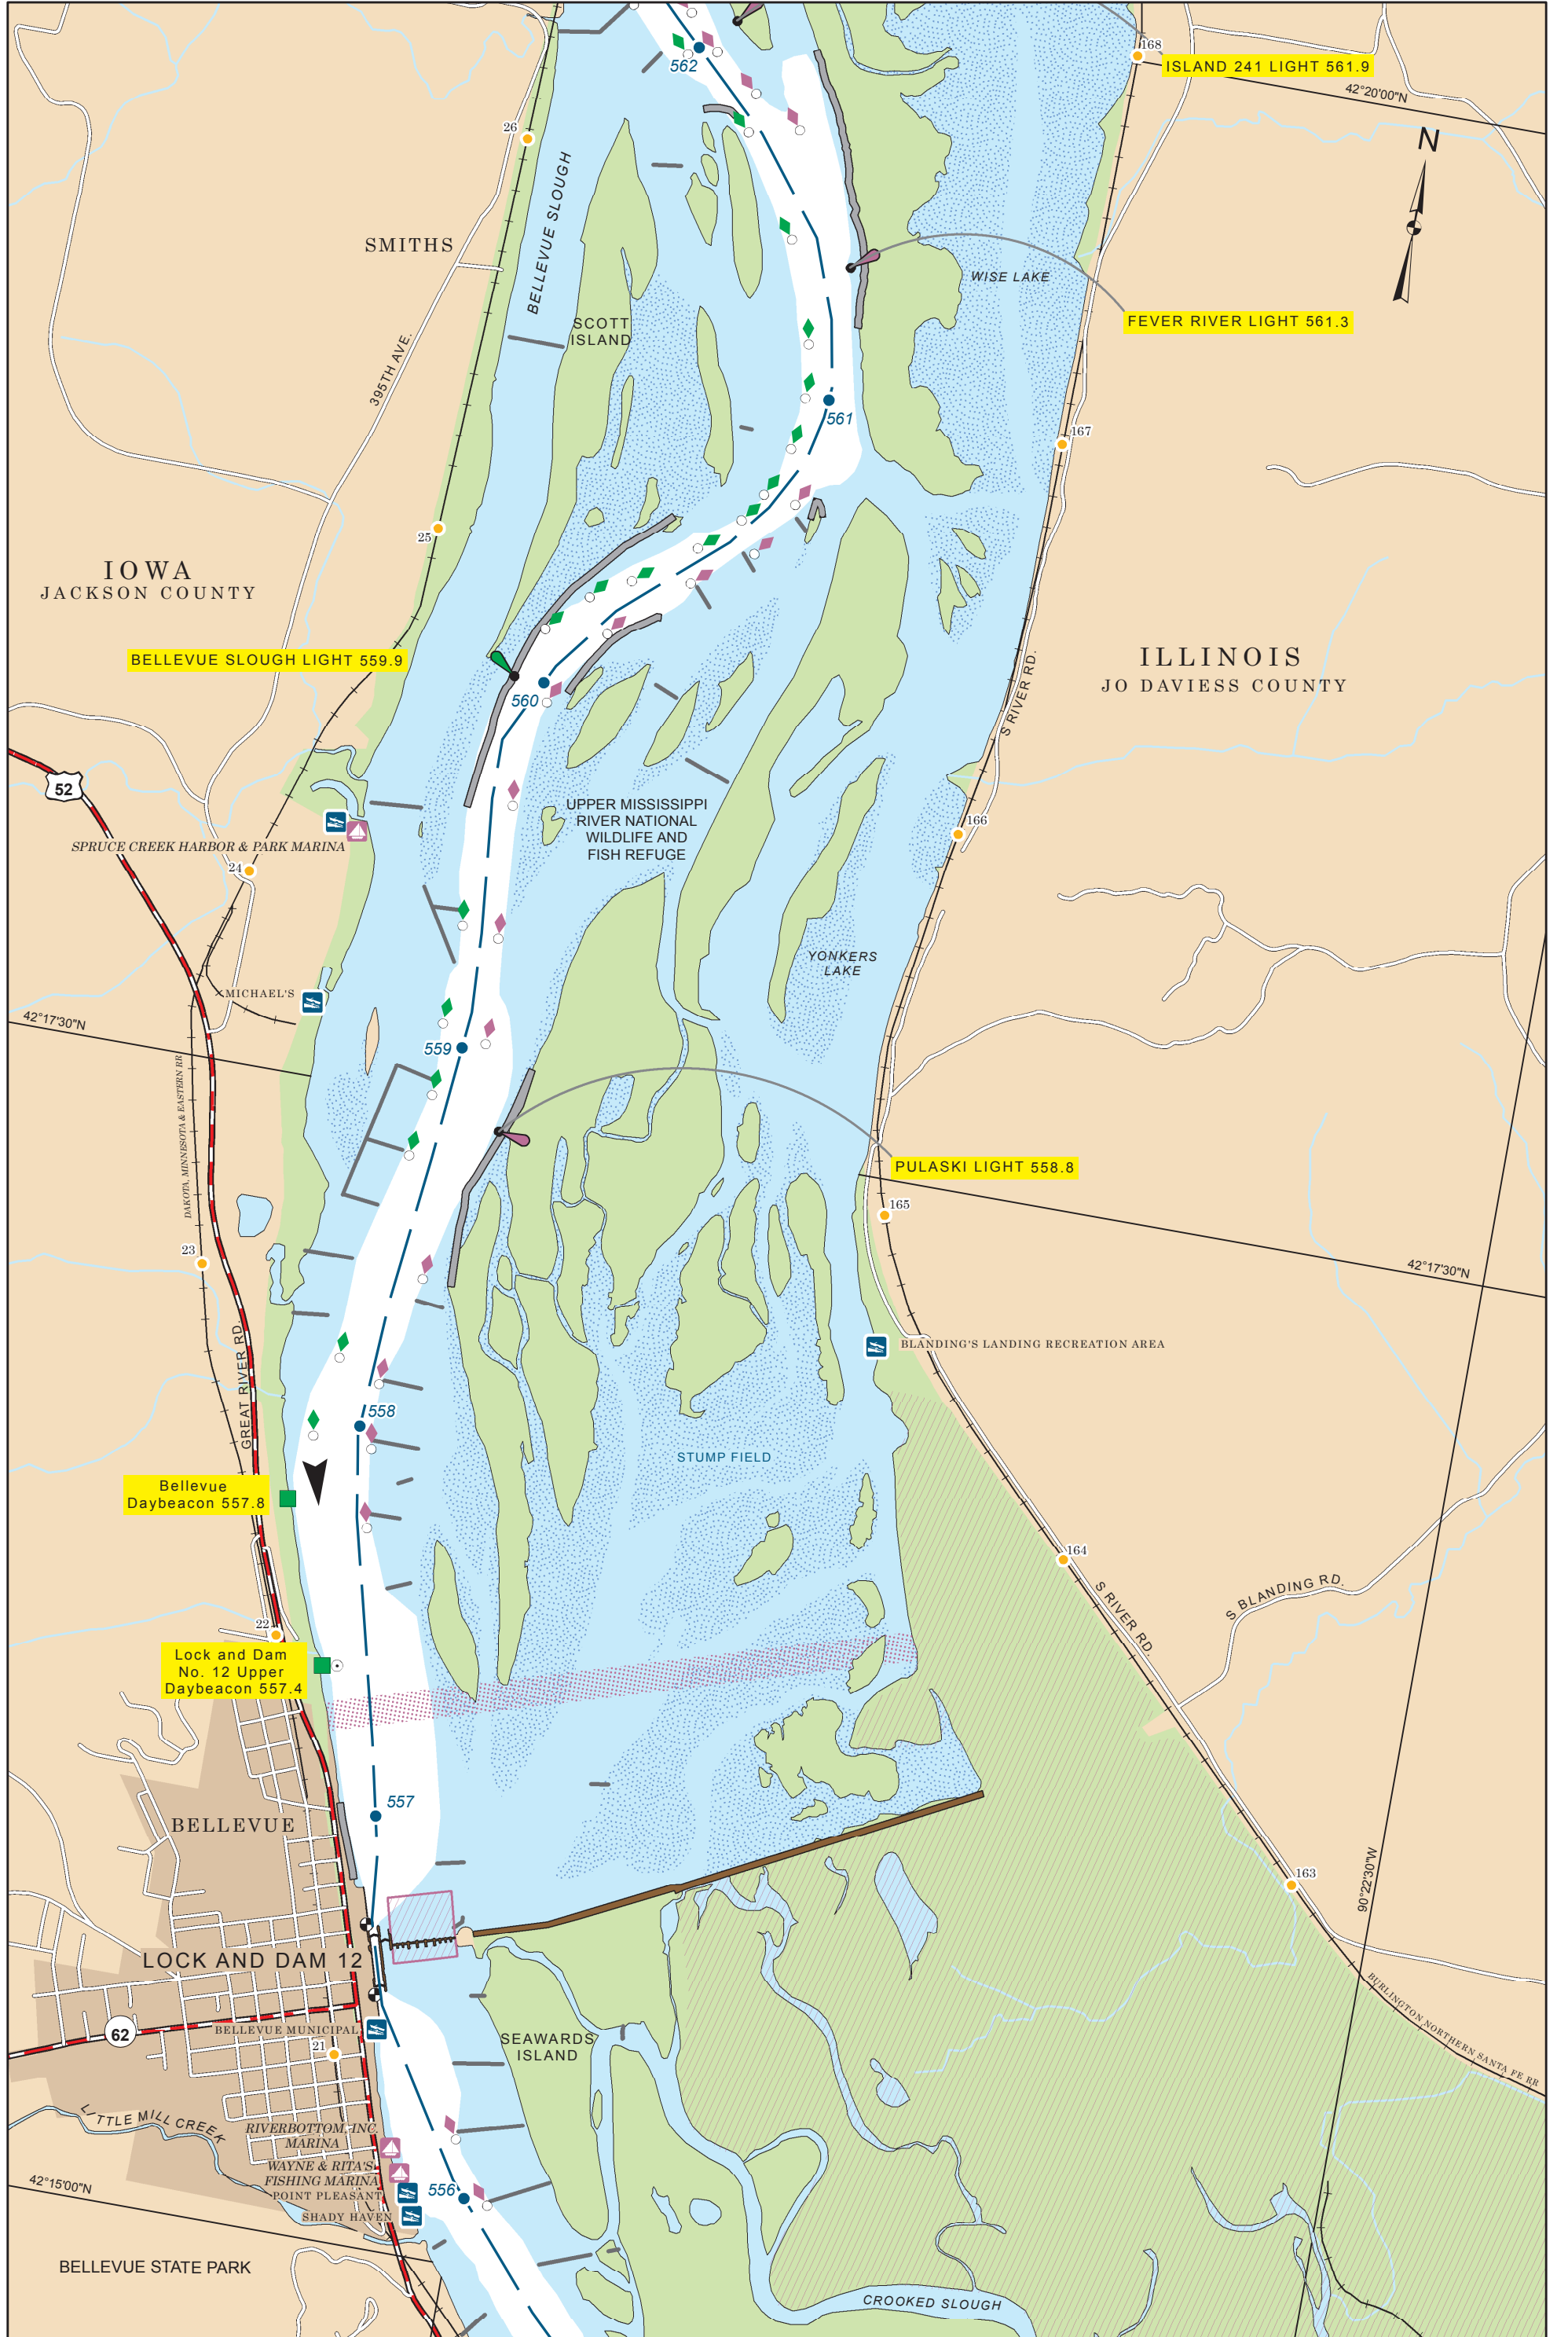 562
168
ISLAND 241 LIGHT 561.9
42°20'00"N
N
26
BELLEVUE SLOUGH
SMITHS
WISE LAKE
SCOTT
ISLAND
FEVER RIVER LIGHT 561.3
395TH AVE.
561
167
25
IOWA
JACKSON COUNTY
BELLEVUE SLOUGH LIGHT 559.9
ILLINOIS
JO DAVIESS COUNTY
S RIVER RD.
560
52
UPPER MISSISSIPPI
RIVER NATIONAL
WILDLIFE AND
FISH REFUGE
166
SPRUCE CREEK HARBOR & PARK MARINA
24
YONKERS
LAKE
MICHAEL'S
42°17'30"N
559
DAKOTA, MINNESOTA & EASTERN RR
PULASKI LIGHT 558.8
165
23
42°17'30"N
GREAT RIVER RD.
BLANDING'S LANDING RECREATION AREA
558
STUMP FIELD
Bellevue
Daybeacon 557.8
164
S RIVER RD.
S BLANDING RD.
22
Lock and Dam
No. 12 Upper
Daybeacon 557.4
557
BELLEVUE
163
90°22'30"W
LOCK AND DAM 12
BURLINGTON NORTHERN SANTA FE RR
62
BELLEVUE MUNICIPAL
21
SEAWARDS
ISLAND
LITTLE MILL CREEK
RIVERBOTTOM, INC.
MARINA
WAYNE & RITA'S
FISHING MARINA
POINT PLEASANT
556
SHADY HAVEN
42°15'00"N
BELLEVUE STATE PARK
CROOKED SLOUGH